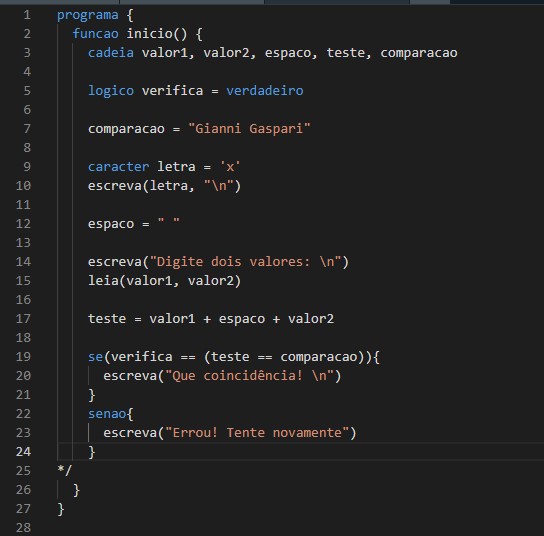 1 programa {
2   funcao inicio() {
3     cadeia valor1, valor2, espaco, teste, comparacao
4
5     logico verifica = verdadeiro
6
7     comparacao = "Gianni Gaspari"
8
9     caracter letra = 'x'
10     escreva(letra, "\n")
11
12     espaco = " "
13
14     escreva("Digite dois valores: \n")
15     leia(valor1, valor2)
16
17     teste = valor1 + espaco + valor2
18
19     se(verifica == (teste == comparacao)){
20       escreva("Que coincidência! \n")
21     }
22     senao{
23       escreva("Errou! Tente novamente")
24     }
25 */
26   }
27 }
28